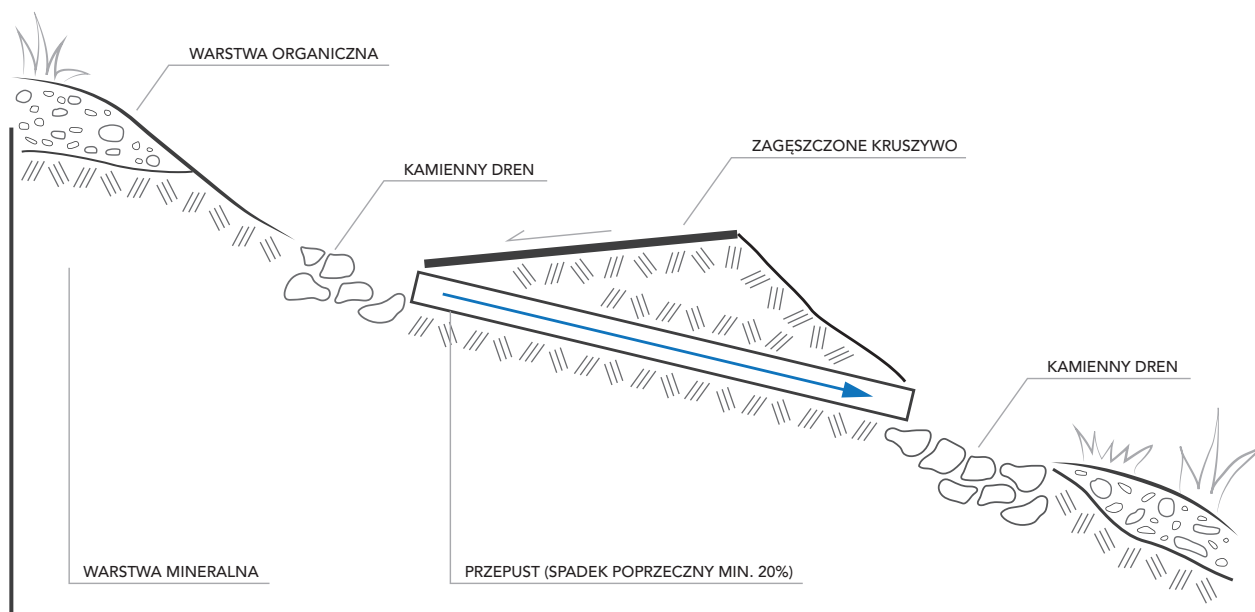 WARSTWA ORGANICZNA
ZAGĘSZCZONE KRUSZYWO
KAMIENNY DREN
KAMIENNY DREN
WARSTWA MINERALNA
PRZEPUST (SPADEK POPRZECZNY MIN. 20%)